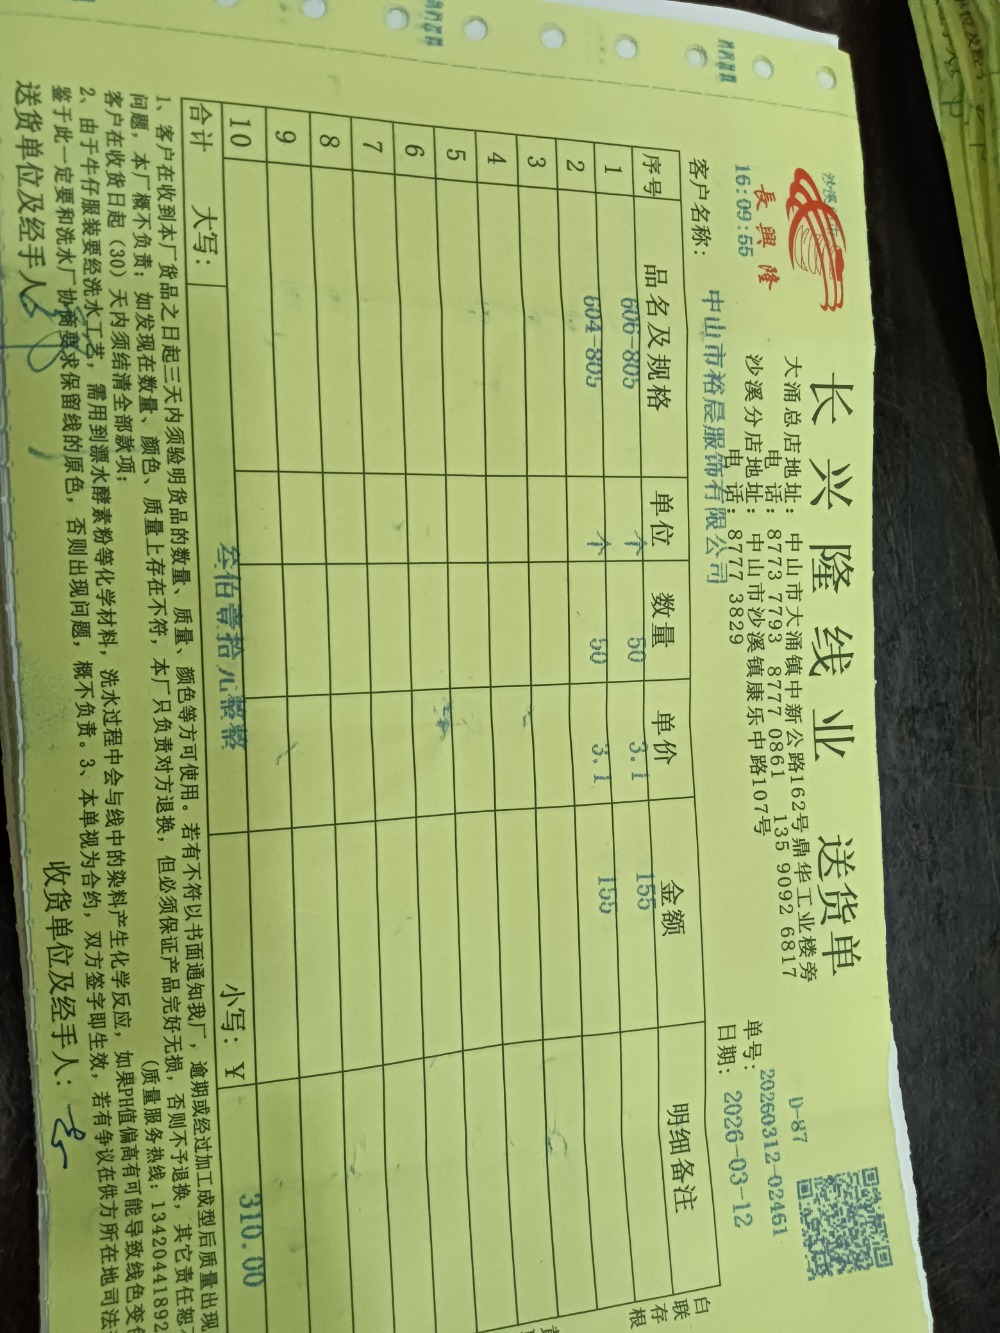 長興隆
长兴隆线业 送货单
大涌总店地址：中山市大涌镇中新公路162号鼎华工业楼旁
电 话：8773 7793 8777 0861 135 9092 6817
沙溪分店地址：中山市沙溪镇康乐中路107号
电 话：8777 3829
沙溪
16:09:55
D-87
单号：20260312-02461
日期：2026-03-12
客户名称：中山市裕晨服饰有限公司
序号 品名及规格 单位 数量 单价 金额 明细备注
1 606-805 个 50 3.1 155
2 604-805 个 50 3.1 155
3
4
5
6
7
8
9
10
合计 大写：叁佰壹拾元整 小写：¥ 310.00
白联存根
1、客户在收到本厂货品之日起三天内须验明货品的数量、质量、颜色等方可使用。若有不符以书面通知我厂，逾期或经过加工成型后质量出现
问题，本厂概不负责；如发现在数量、颜色、质量上存在不符，本厂只负责对方退换，但必须保证产品完好无损，否则不予退换，其它责任恕
客户在收货日起（30）天内须结清全部款项； （质量服务热线：13420441892
2、由于牛仔服装要经洗水工艺，需用到漂水酵素粉等化学材料，洗水过程中会与线中的染料产生化学反应，如果PH值偏高有可能导致线色变
鉴于此一定要和洗水厂协商要求保留线的原色，否则出现问题，概不负责。3、本单视为合约，双方签字即生效，若有争议在供方所在地司法
送货单位及经手人： 收货单位及经手人：